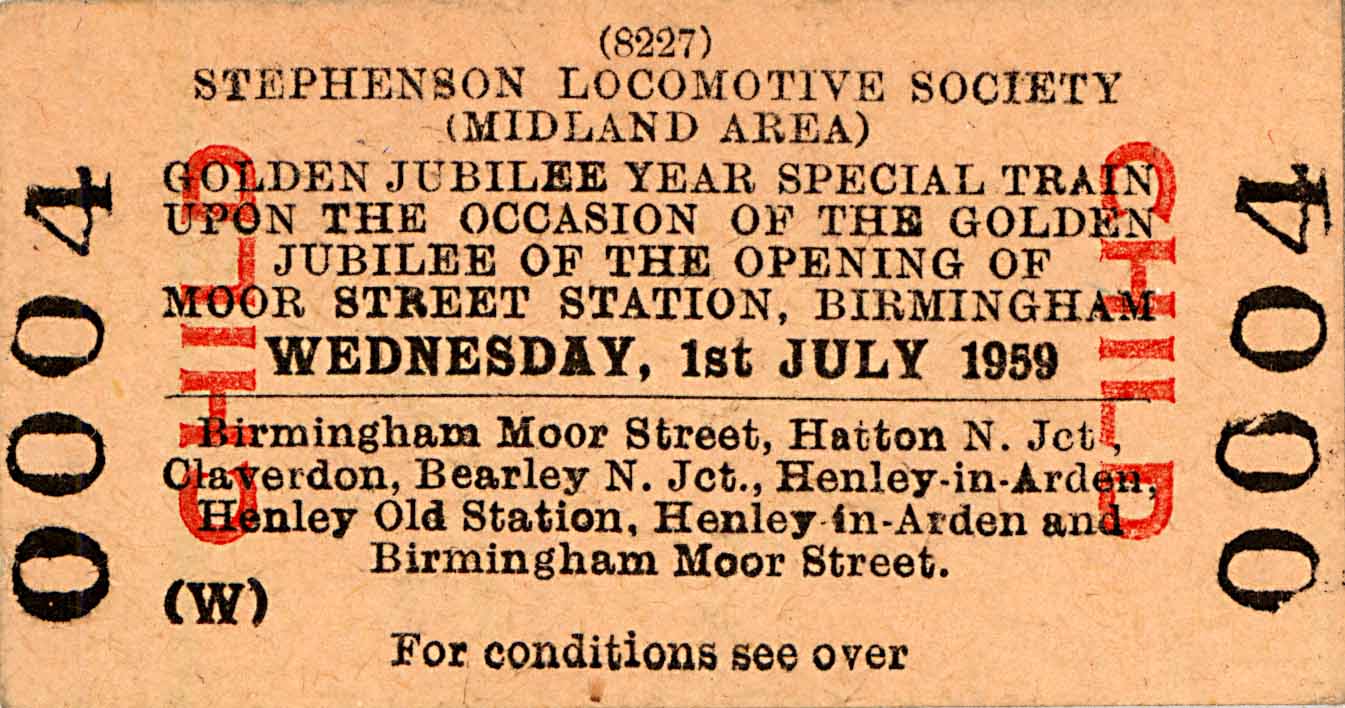 (8227)
STEPHENSON LOCOMOTIVE SOCIETY
(MIDLAND AREA)
GOLDEN JUBILEE YEAR SPECIAL TRAIN
UPON THE OCCASION OF THE GOLDEN
JUBILEE OF THE OPENING OF
MOOR STREET STATION, BIRMINGHAM
WEDNESDAY, 1st JULY 1959
Birmingham Moor Street, Hatton N. Jct.,
Claverdon, Bearley N. Jct., Henley-in-Arden,
Henley Old Station, Henley-in-Arden and
Birmingham Moor Street.
(W)
For conditions see over
0004
CHILD
CHILD
0004